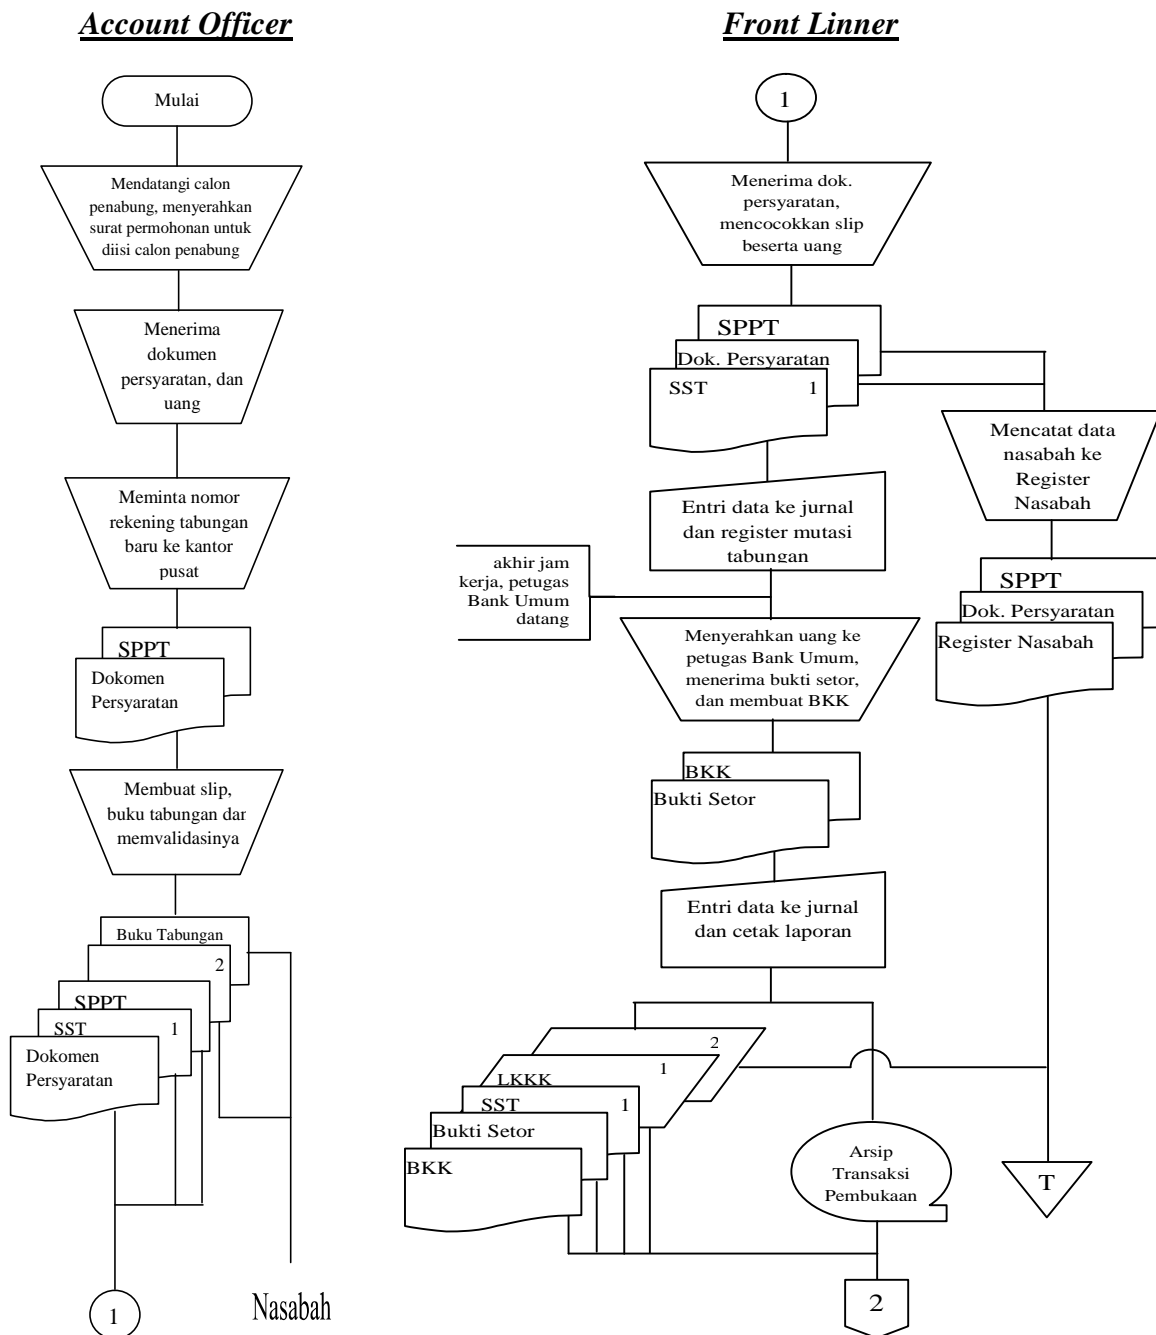 Account Officer
Mulai
Mendatangi calon
penabung, menyerahkan
surat permohonan untuk
diisi calon penabung
Menerima
dokumen
persyaratan, dan
uang
Meminta nomor
rekening tabungan
baru ke kantor
pusat
SPPT
Dokomen
Persyaratan
Membuat slip,
buku tabungan dan
memvalidasinya
Buku Tabungan
2
SPPT
SST 1
Dokomen
Persyaratan
1
Nasabah
Front Linner
1
Menerima dok.
persyaratan,
mencocokkan slip
beserta uang
SPPT
Dok. Persyaratan
SST 1
Mencatat data
nasabah ke
Register
Nasabah
Entri data ke jurnal
dan register mutasi
tabungan
akhir jam
kerja, petugas
Bank Umum
datang
SPPT
Dok. Persyaratan
Register Nasabah
Menyerahkan uang ke
petugas Bank Umum,
menerima bukti setor,
dan membuat BKK
BKK
Bukti Setor
Entri data ke jurnal
dan cetak laporan
2
1
LKKK
SST 1
Bukti Setor
BKK
Arsip
Transaksi
Pembukaan
T
2